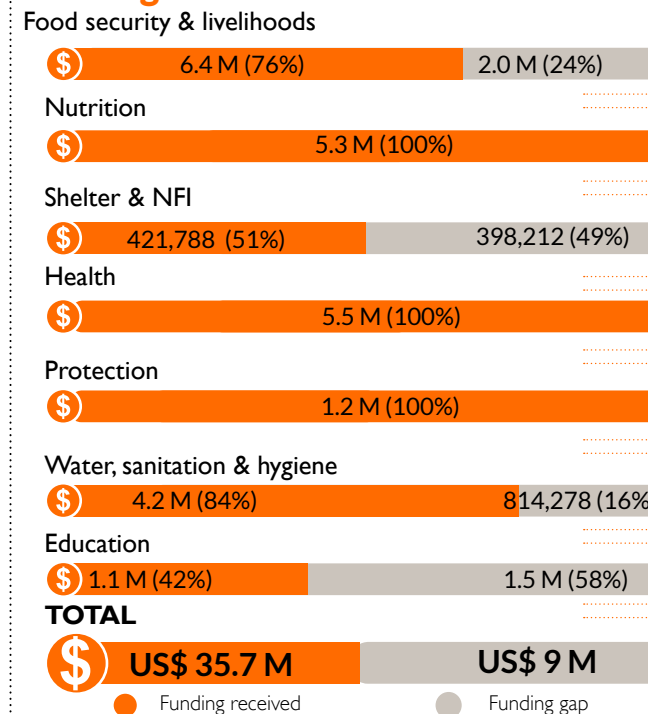 Food security & livelihoods
$ 6.4 M (76%) 2.0 M (24%)
Nutrition
$ 5.3 M (100%)
Shelter & NFI
$ 421,788 (51%) 398,212 (49%)
Health
$ 5.5 M (100%)
Protection
$ 1.2 M (100%)
Water, sanitation & hygiene
$ 4.2 M (84%) 814,278 (16%
Education
$ 1.1 M (42%) 1.5 M (58%)
TOTAL
$ US$ 35.7 M US$ 9 M
Funding received Funding gap